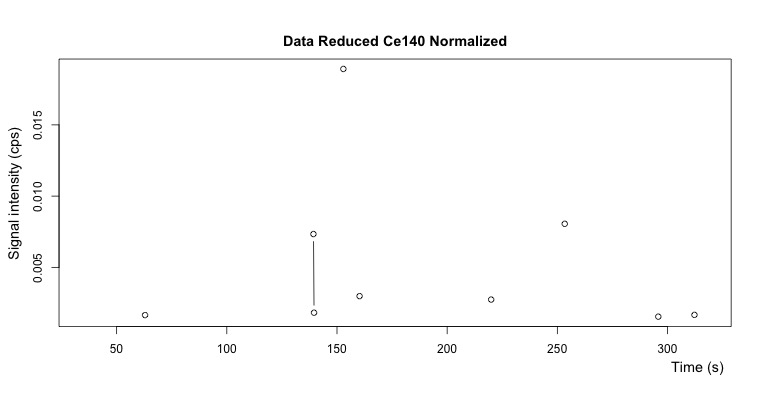 Data Reduced Ce140 Normalized
Signal intensity (cps)
0.015
0.010
0.005
50 100 150 200 250 300
Time (s)